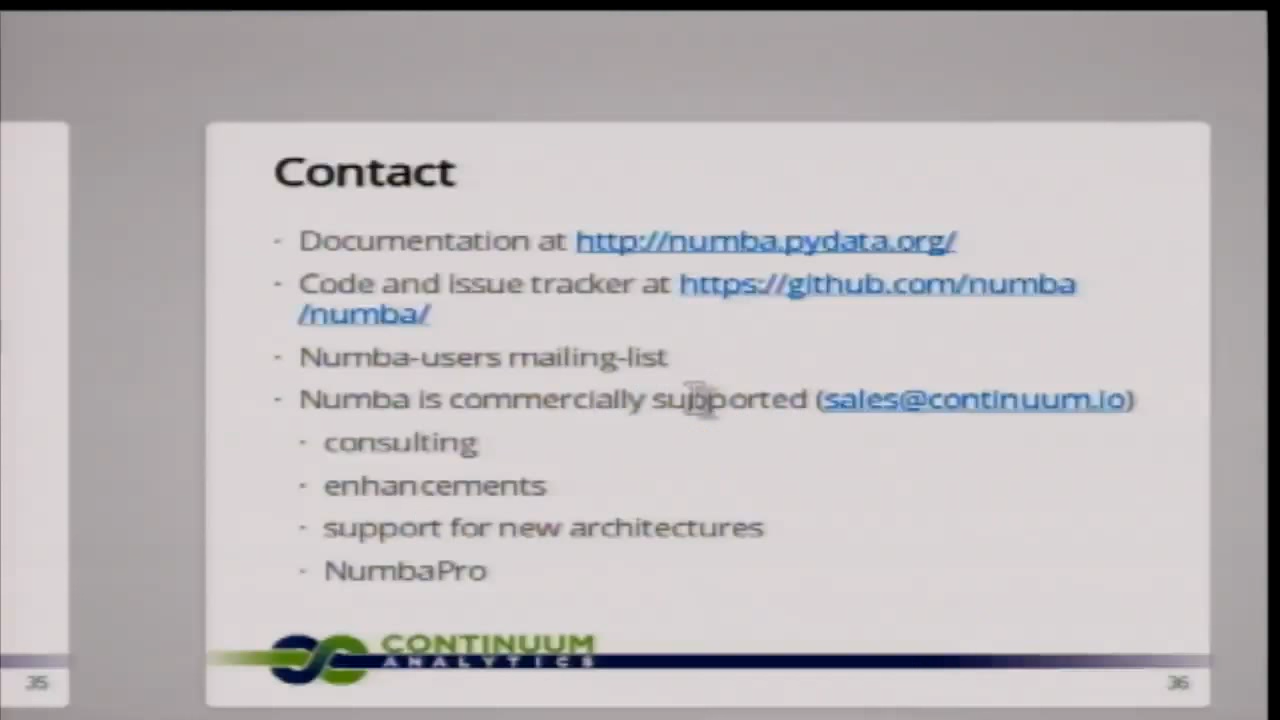 Contact
· Documentation at http://numba.pydata.org/
· Code and issue tracker at https://github.com/numba
/numba/
· Numba-users mailing-list
· Numba is commercially supported (sales@continuum.io)
· consulting
· enhancements
· support for new architectures
· NumbaPro
CONTINUUM
ANALYTICS
35
36